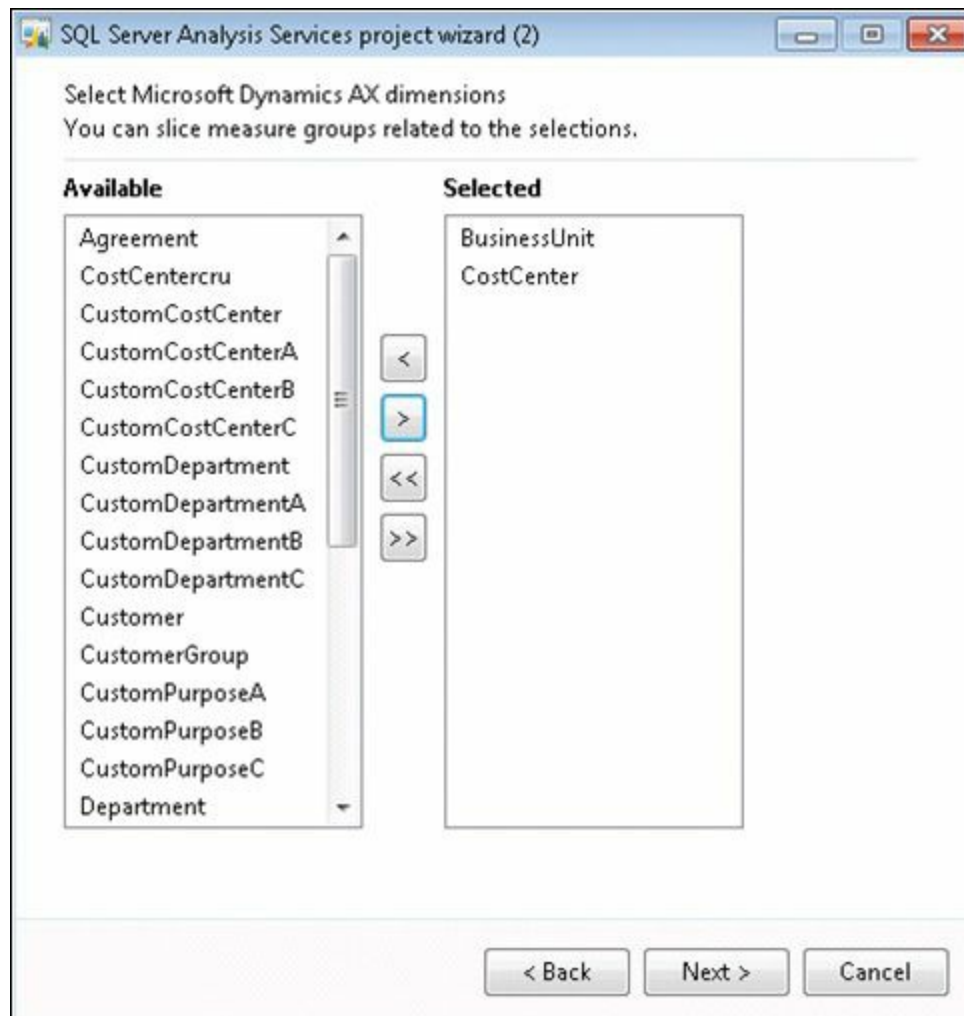 SQL Server Analysis Services project wizard (2)
Select Microsoft Dynamics AX dimensions
You can slice measure groups related to the selections.
Available
Selected
Agreement
CostCentercru
CustomCostCenter
CustomCostCenterA
CustomCostCenterB
CustomCostCenterC
CustomDepartment
CustomDepartmentA
CustomDepartmentB
CustomDepartmentC
Customer
CustomerGroup
CustomPurposeA
CustomPurposeB
CustomPurposeC
Department
<
>
<<
>>
BusinessUnit
CostCenter
< Back
Next >
Cancel